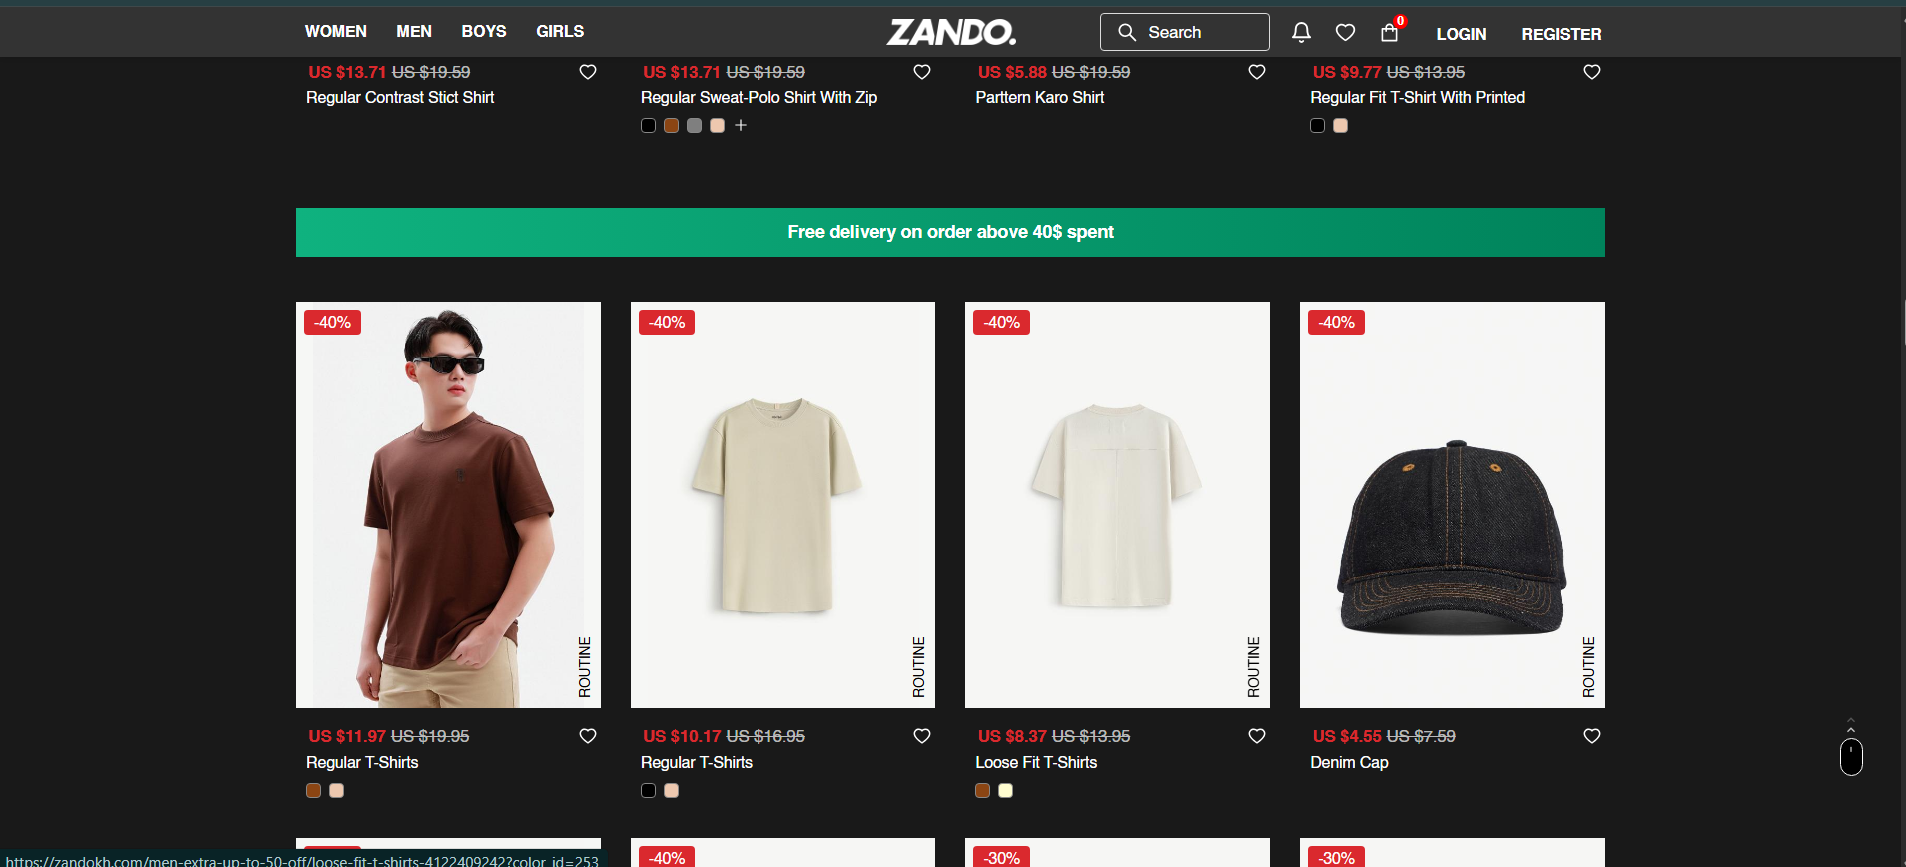 WOMEN MEN BOYS GIRLS ZANDO. Search 0 LOGIN REGISTER
US $13.71 US $19.59 US $13.71 US $19.59 US $5.88 US $19.59 US $9.77 US $13.95
Regular Contrast Stict Shirt Regular Sweat-Polo Shirt With Zip Parttern Karo Shirt Regular Fit T-Shirt With Printed
Free delivery on order above 40$ spent
-40% -40% -40% -40%
ROUTINE ROUTINE ROUTINE ROUTINE
US $11.97 US $19.95 US $10.17 US $16.95 US $8.37 US $13.95 US $4.55 US $7.59
Regular T-Shirts Regular T-Shirts Loose Fit T-Shirts Denim Cap
-40% -30% -30%
https://zandokh.com/men-extra-up-to-50-off/loose-fit-t-shirts-4122409242?color_id=253